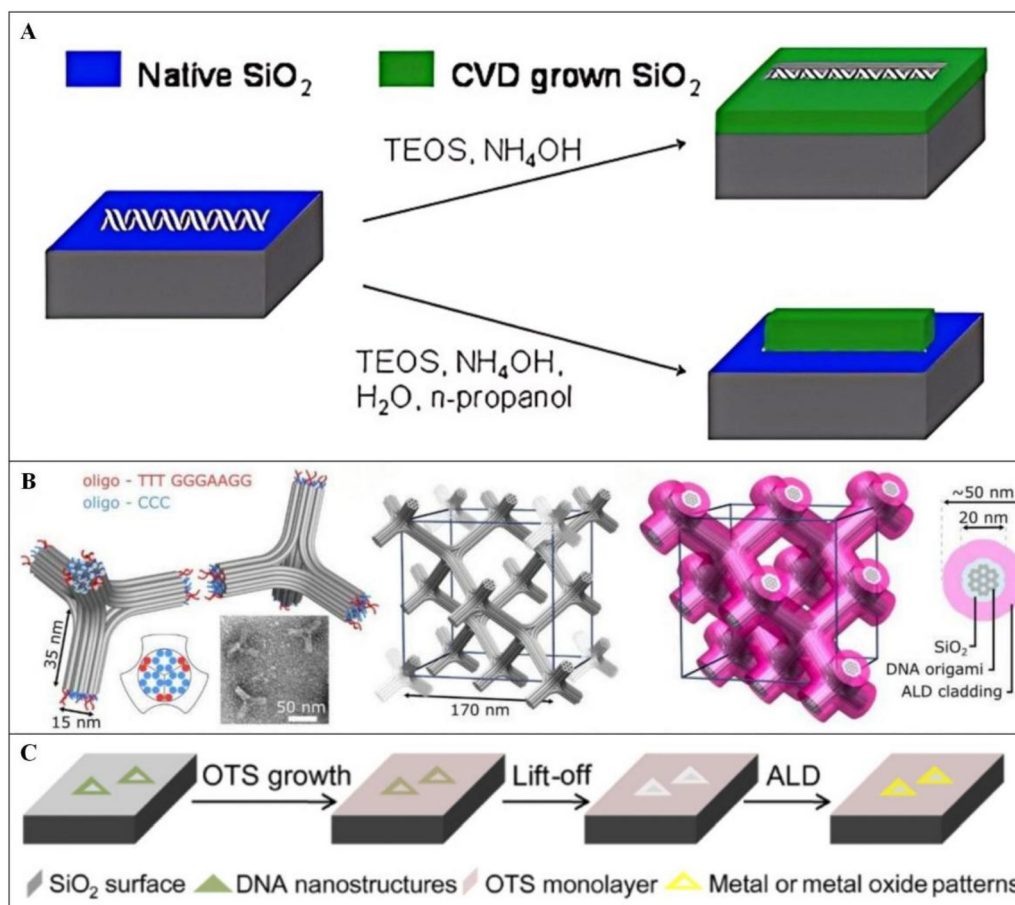 A
Native SiO₂
CVD grown SiO₂
TEOS, NH₄OH
TEOS, NH₄OH,
H₂O, n-propanol
B
oligo - TTT GGGAAGG
oligo - CCC
35 nm
15 nm
50 nm
170 nm
~50 nm
20 nm
SiO₂
DNA origami
ALD cladding
C
OTS growth
Lift-off
ALD
SiO₂ surface
DNA nanostructures
OTS monolayer
Metal or metal oxide patterns